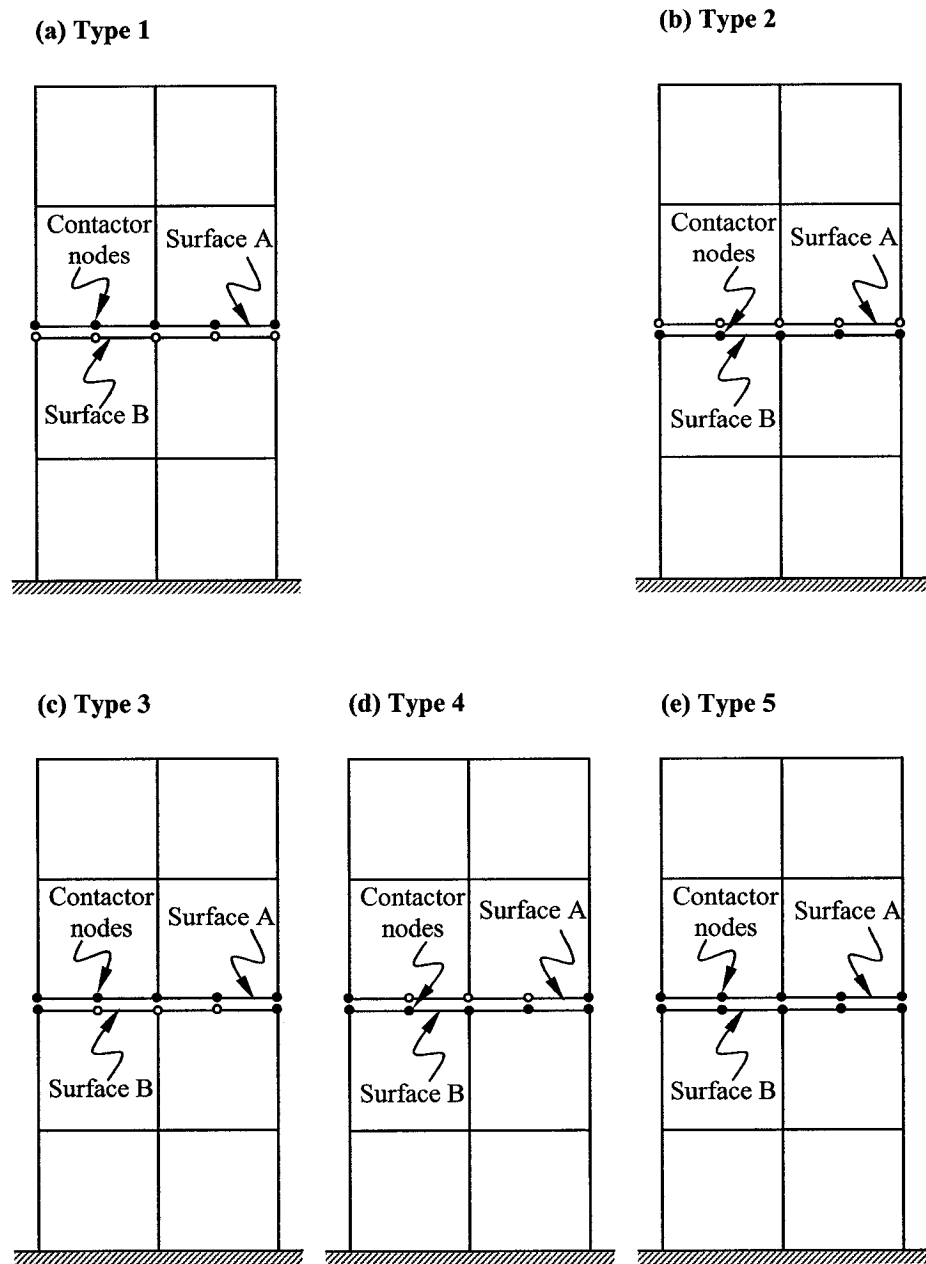 (a) Type 1
(b) Type 2
Contactor
nodes
Surface A
Surface B
Contactor
nodes
Surface A
Surface B
(c) Type 3
(d) Type 4
(e) Type 5
Contactor
nodes
Surface A
Surface B
Contactor
nodes
Surface A
Surface B
Contactor
nodes
Surface A
Surface B